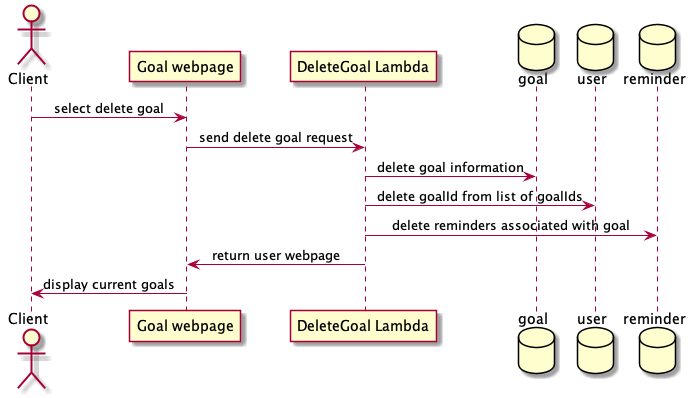 Client
Goal webpage
DeleteGoal Lambda
goal
user
reminder
select delete goal
send delete goal request
delete goal information
delete goalId from list of goalIds
delete reminders associated with goal
return user webpage
display current goals
Client
Goal webpage
DeleteGoal Lambda
goal
user
reminder